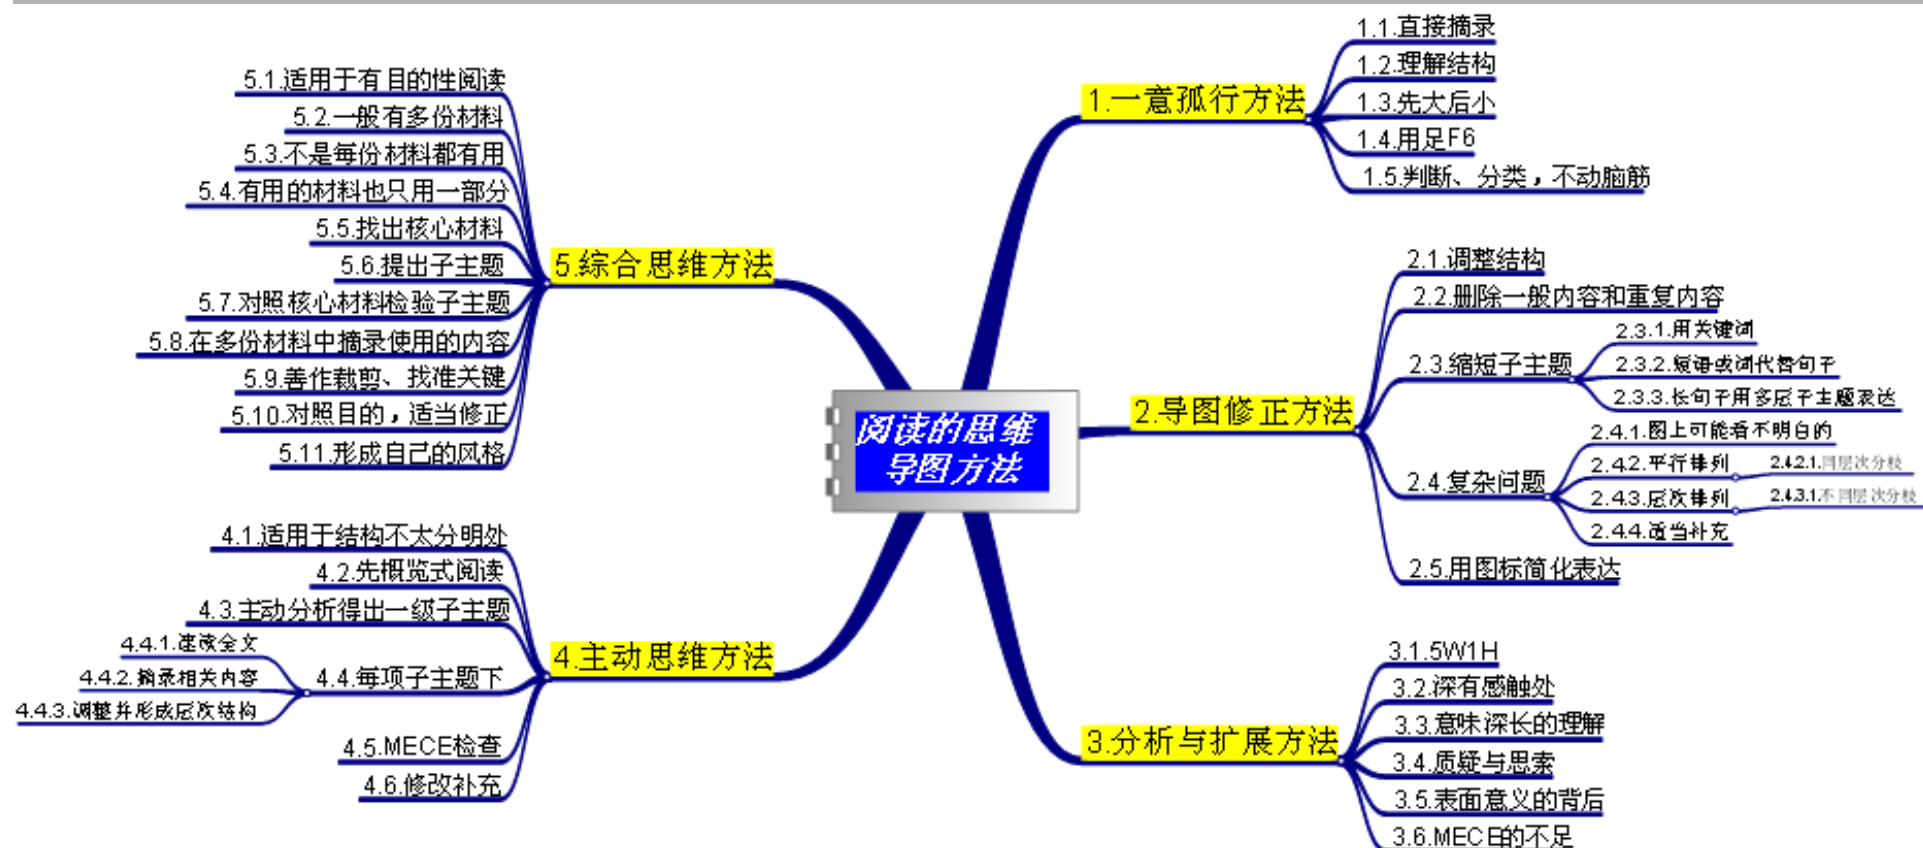 阅读的思维
导图方法
1.一意孤行方法
1.1.直接摘录
1.2.理解结构
1.3.先大后小
1.4.用足F6
1.5.判断、分类，不动脑筋
2.导图修正方法
2.1.调整结构
2.2.删除一般内容和重复内容
2.3.缩短子主题
2.3.1.用关键词
2.3.2.短语或词代替句子
2.3.3.长句子用多层子主题表达
2.4.复杂问题
2.4.1.图上可能看不明白的
2.4.2.平行排列
2.4.2.1.同层次分枝
2.4.3.层次排列
2.4.3.1.不同层次分枝
2.4.4.适当补充
2.5.用图标简化表达
3.分析与扩展方法
3.1.5W1H
3.2.深有感触处
3.3.意味深长的理解
3.4.质疑与思索
3.5.表面意义的背后
3.6.MECE的不足
4.主动思维方法
4.1.适用于结构不太分明处
4.2.先概览式阅读
4.3.主动分析得出一级子主题
4.4.每项子主题下
4.4.1.速读全文
4.4.2.摘录相关内容
4.4.3.调整并形成层次结构
4.5.MECE检查
4.6.修改补充
5.综合思维方法
5.1.适用于有目的性阅读
5.2.一般有多份材料
5.3.不是每份材料都有用
5.4.有用的材料也只用一部分
5.5.找出核心材料
5.6.提出子主题
5.7.对照核心材料检验子主题
5.8.在多份材料中摘录使用的内容
5.9.善作裁剪、找准关键
5.10.对照目的，适当修正
5.11.形成自己的风格